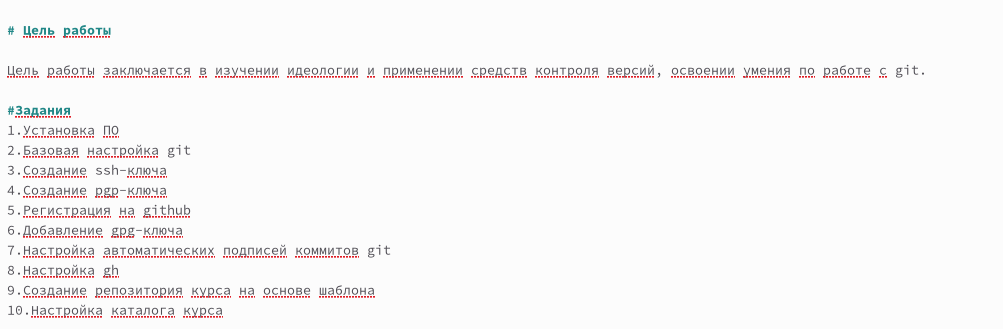 # Цель работы
Цель работы заключается в изучении идеологии и применении средств контроля версий, освоении умения по работе с git.
#Задания
1.Установка ПО
2.Базовая настройка git
3.Создание ssh-ключа
4.Создание pgp-ключа
5.Регистрация на github
6.Добавление gpg-ключа
7.Настройка автоматических подписей коммитов git
8.Настройка gh
9.Создание репозитория курса на основе шаблона
10.Настройка каталога курса